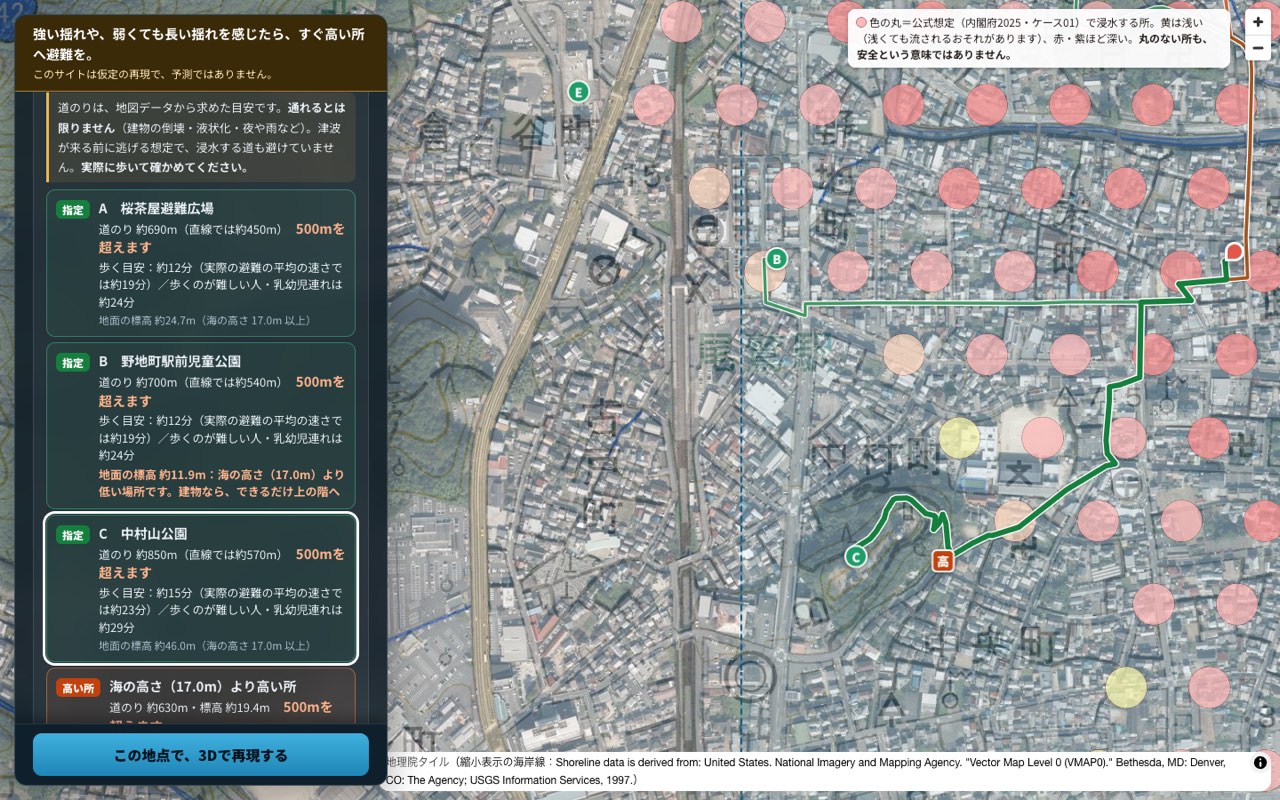 強い揺れや、弱くても長い揺れを感じたら、すぐ高い所
へ避難を。
このサイトは仮定の再現で、予測ではありません。
道のりは、地図データから求めた目安です。通れるとは
限りません（建物の倒壊・液状化・夜や雨など）。津波
が来る前に逃げる想定で、浸水する道も避けていませ
ん。実際に歩いて確かめてください。
指定 A 桜茶屋避難広場
道のり 約690m（直線では約450m） 500mを
超えます
歩く目安：約12分（実際の避難の平均の速さで
は約19分）／歩くのが難しい人・乳幼児連れは
約24分
地面の標高 約24.7m（海の高さ 17.0m 以上）
指定 B 野地町駅前児童公園
道のり 約700m（直線では約540m） 500mを
超えます
歩く目安：約12分（実際の避難の平均の速さで
は約19分）／歩くのが難しい人・乳幼児連れは
約24分
地面の標高 約11.9m：海の高さ（17.0m）より
低い場所です。建物なら、できるだけ上の階へ
指定 C 中村山公園
道のり 約850m（直線では約570m） 500mを
超えます
歩く目安：約15分（実際の避難の平均の速さで
は約23分）／歩くのが難しい人・乳幼児連れは
約29分
地面の標高 約46.0m（海の高さ 17.0m 以上）
高い所 海の高さ（17.0m）より高い所
道のり 約630m・標高 約19.4m 500mを
超えます
この地点で、3Dで再現する
色の丸＝公式想定（内閣府2025・ケース01）で浸水する所。黄は浅い
（浅くても流されるおそれがあります）、赤・紫ほど深い。丸のない所も、
安全という意味ではありません。
+
−
E
B
C
高
谷町
野地町
中村町
尾鷲駅
地理院タイル（縮小表示の海岸線：Shoreline data is derived from: United States. National Imagery and Mapping Agency. "Vector Map Level 0 (VMAP0)." Bethesda, MD: Denver,
CO: The Agency; USGS Information Services, 1997.）